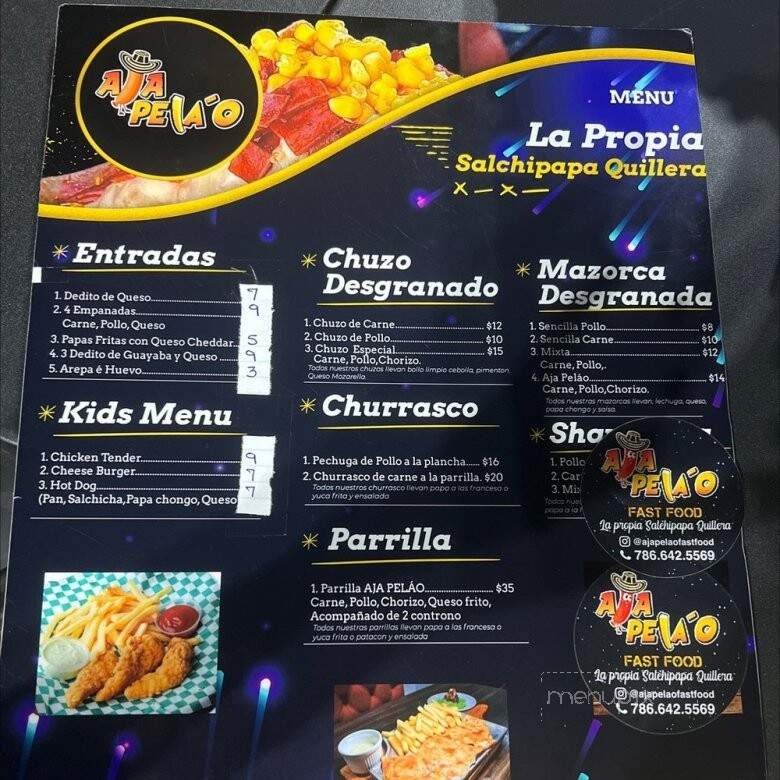 AJA
PELA´O
MENU
La Propia
Salchipapa Quillera
Entradas
1. Dedito de Queso 7
2. 4 Empanadas 9
Carne, Pollo, Queso
3. Papas Fritas con Queso Cheddar 5
4. 3 Dedito de Guayaba y Queso 9
5. Arepa é Huevo 3
Kids Menu
1. Chicken Tender 9
2. Cheese Burger 7
3. Hot Dog 7
(Pan, Salchicha, Papa chongo, Queso
Chuzo
Desgranado
1. Chuzo de Carne $12
2. Chuzo de Pollo $10
3. Chuzo Especial $15
Carne, Pollo, Chorizo.
Todos nuestros chuzos llevan bollo limpio cebolla, pimenton,
Queso Mozarella
Churrasco
1. Pechuga de Pollo a la plancha...... $16
2. Churrasco de carne a la parrilla. $20
Todos nuestros churrasco llevan papa a las francesa o
yuca frita y ensalada
Parrilla
1. Parrilla AJA PELÁO $35
Carne, Pollo, Chorizo, Queso frito,
Acompañado de 2 controno
Todos nuestras parrillas llevan papa a las francesa o
yuca frita o patacon y ensalada
Mazorca
Desgranada
1. Sencilla Pollo $8
2. Sencilla Carne $10
3. Mixta $12
Carne, Pollo,.
4. Aja Pelão $14
Carne, Pollo, Chorizo.
Todos nuestras mazorcas llevan, lechuga, queso,
papa chongo y salsa.
1. Pollo
2. Car
3. Mix
AJA
PELA´O
FAST FOOD
La propia Salchipapa Quillera
@ajapelaofastfood
786.642.5569
AJA
PELA´O
FAST FOOD
La propia Salchipapa Quillera
@ajapelaofastfood
786.642.5569